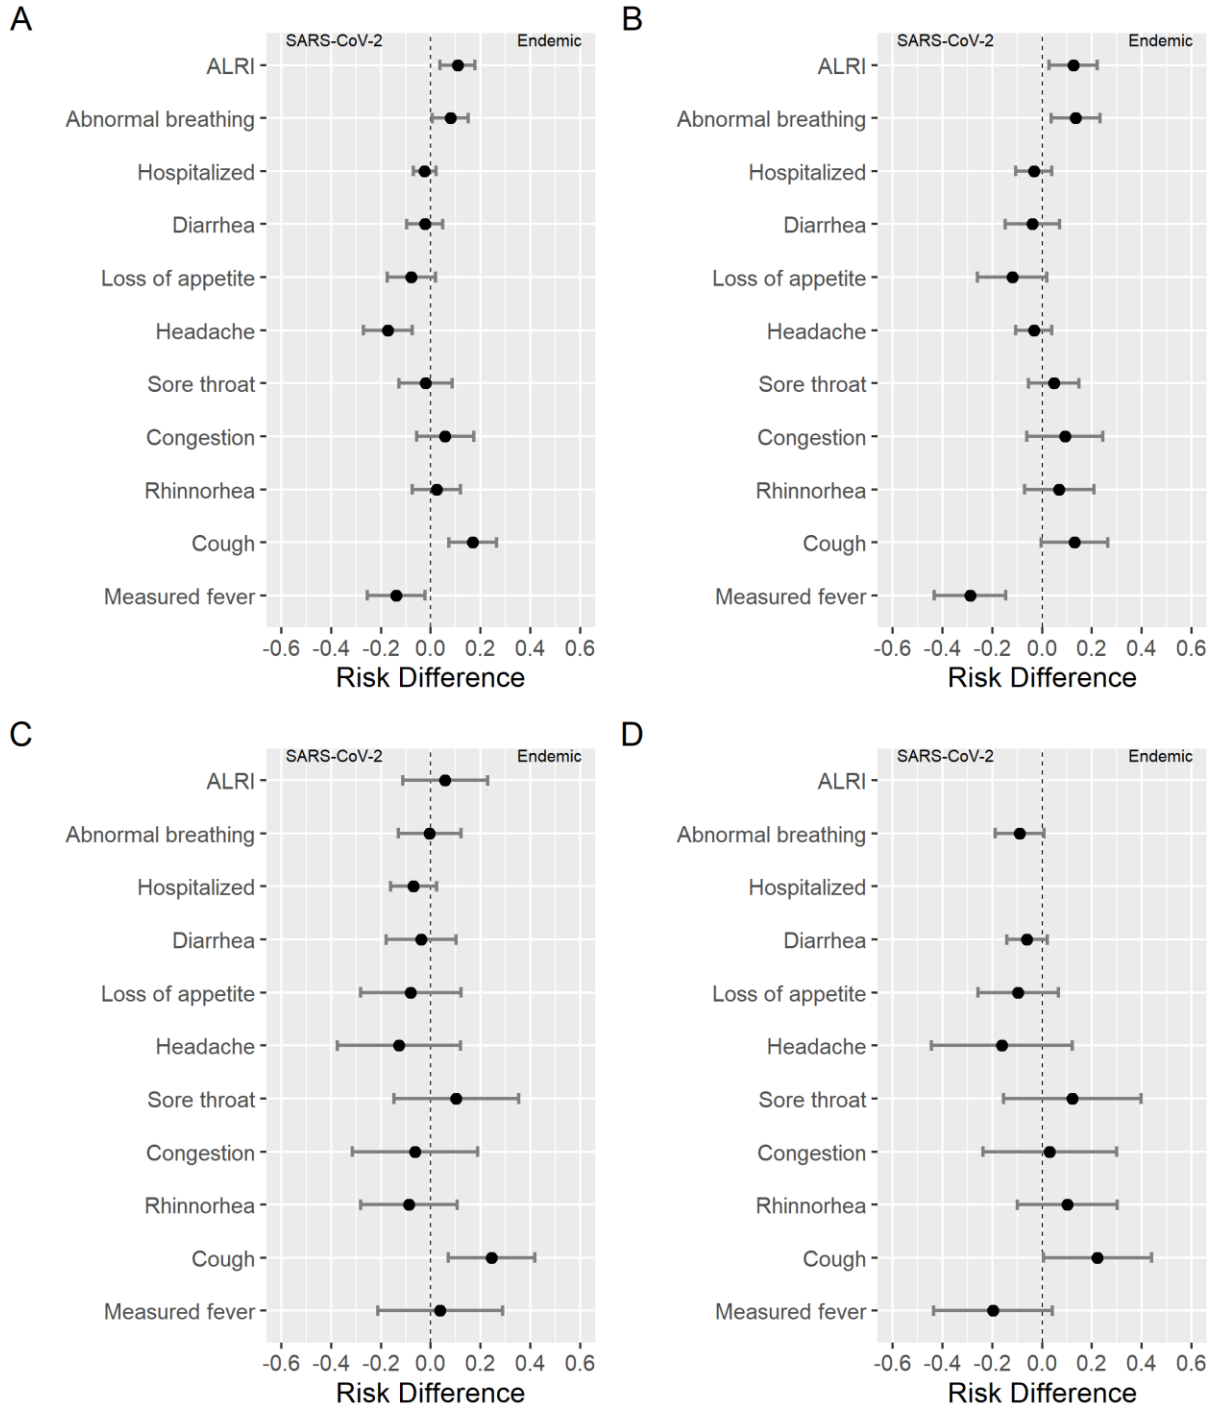 A
SARS-CoV-2 Endemic
ALRI
Abnormal breathing
Hospitalized
Diarrhea
Loss of appetite
Headache
Sore throat
Congestion
Rhinnorhea
Cough
Measured fever
-0.6 -0.4 -0.2 0.0 0.2 0.4 0.6
Risk Difference
B
SARS-CoV-2 Endemic
ALRI
Abnormal breathing
Hospitalized
Diarrhea
Loss of appetite
Headache
Sore throat
Congestion
Rhinnorhea
Cough
Measured fever
-0.6 -0.4 -0.2 0.0 0.2 0.4 0.6
Risk Difference
C
SARS-CoV-2 Endemic
ALRI
Abnormal breathing
Hospitalized
Diarrhea
Loss of appetite
Headache
Sore throat
Congestion
Rhinnorhea
Cough
Measured fever
-0.6 -0.4 -0.2 0.0 0.2 0.4 0.6
Risk Difference
D
SARS-CoV-2 Endemic
ALRI
Abnormal breathing
Hospitalized
Diarrhea
Loss of appetite
Headache
Sore throat
Congestion
Rhinnorhea
Cough
Measured fever
-0.6 -0.4 -0.2 0.0 0.2 0.4 0.6
Risk Difference